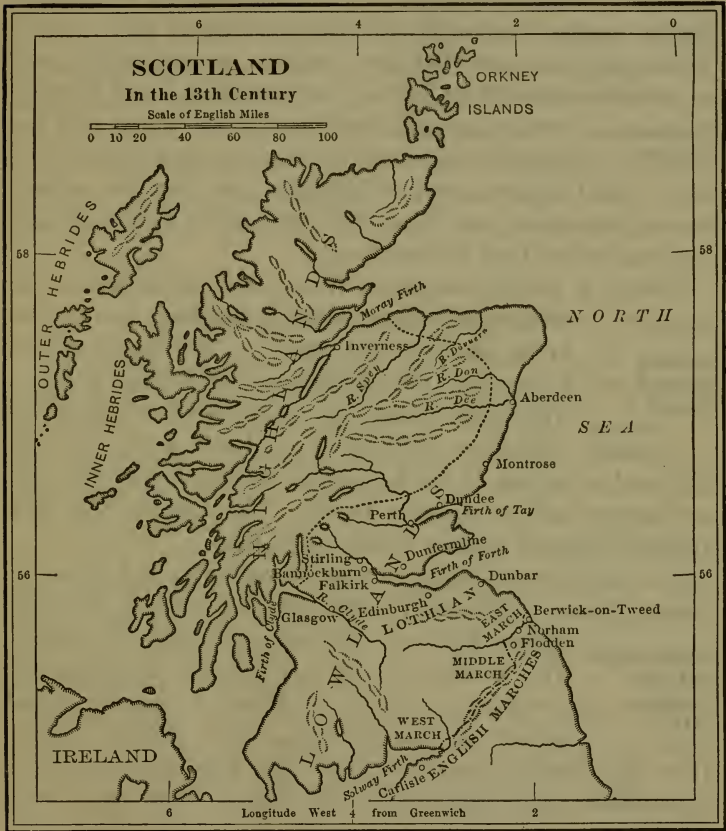 6 4 2 0
SCOTLAND
In the 13th Century
Scale of English Miles
0 10 20 40 60 80 100
ORKNEY
ISLANDS
OUTER HEBRIDES
58
58
Moray Firth
NORTH
Inverness
INNER HEBRIDES
R. Spey
R. Doveern
R. Don
R. Dee
Aberdeen
HIGHLAND
SEA
Montrose
Dundee
Perth
Firth of Tay
Stirling
Dunfermline
Bannockburn
Firth of Forth
56
56
Falkirk
Dunbar
R. Clyde
Edinburgh
LOTHIAN
Glasgow
EAST
MARCH
Berwick-on-Tweed
Firth of Clyde
Norham
Flodden
MIDDLE
MARCH
LOWLANDS
ENGLISH MARCHES
WEST
MARCH
IRELAND
Solway Firth
Carlisle
6 Longitude West 4 from Greenwich 2